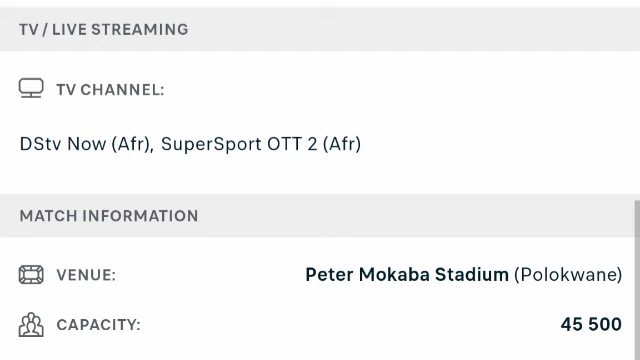 TV / LIVE STREAMING
TV CHANNEL:
DStv Now (Afr), SuperSport OTT 2 (Afr)
MATCH INFORMATION
VENUE: Peter Mokaba Stadium (Polokwane)
CAPACITY: 45 500